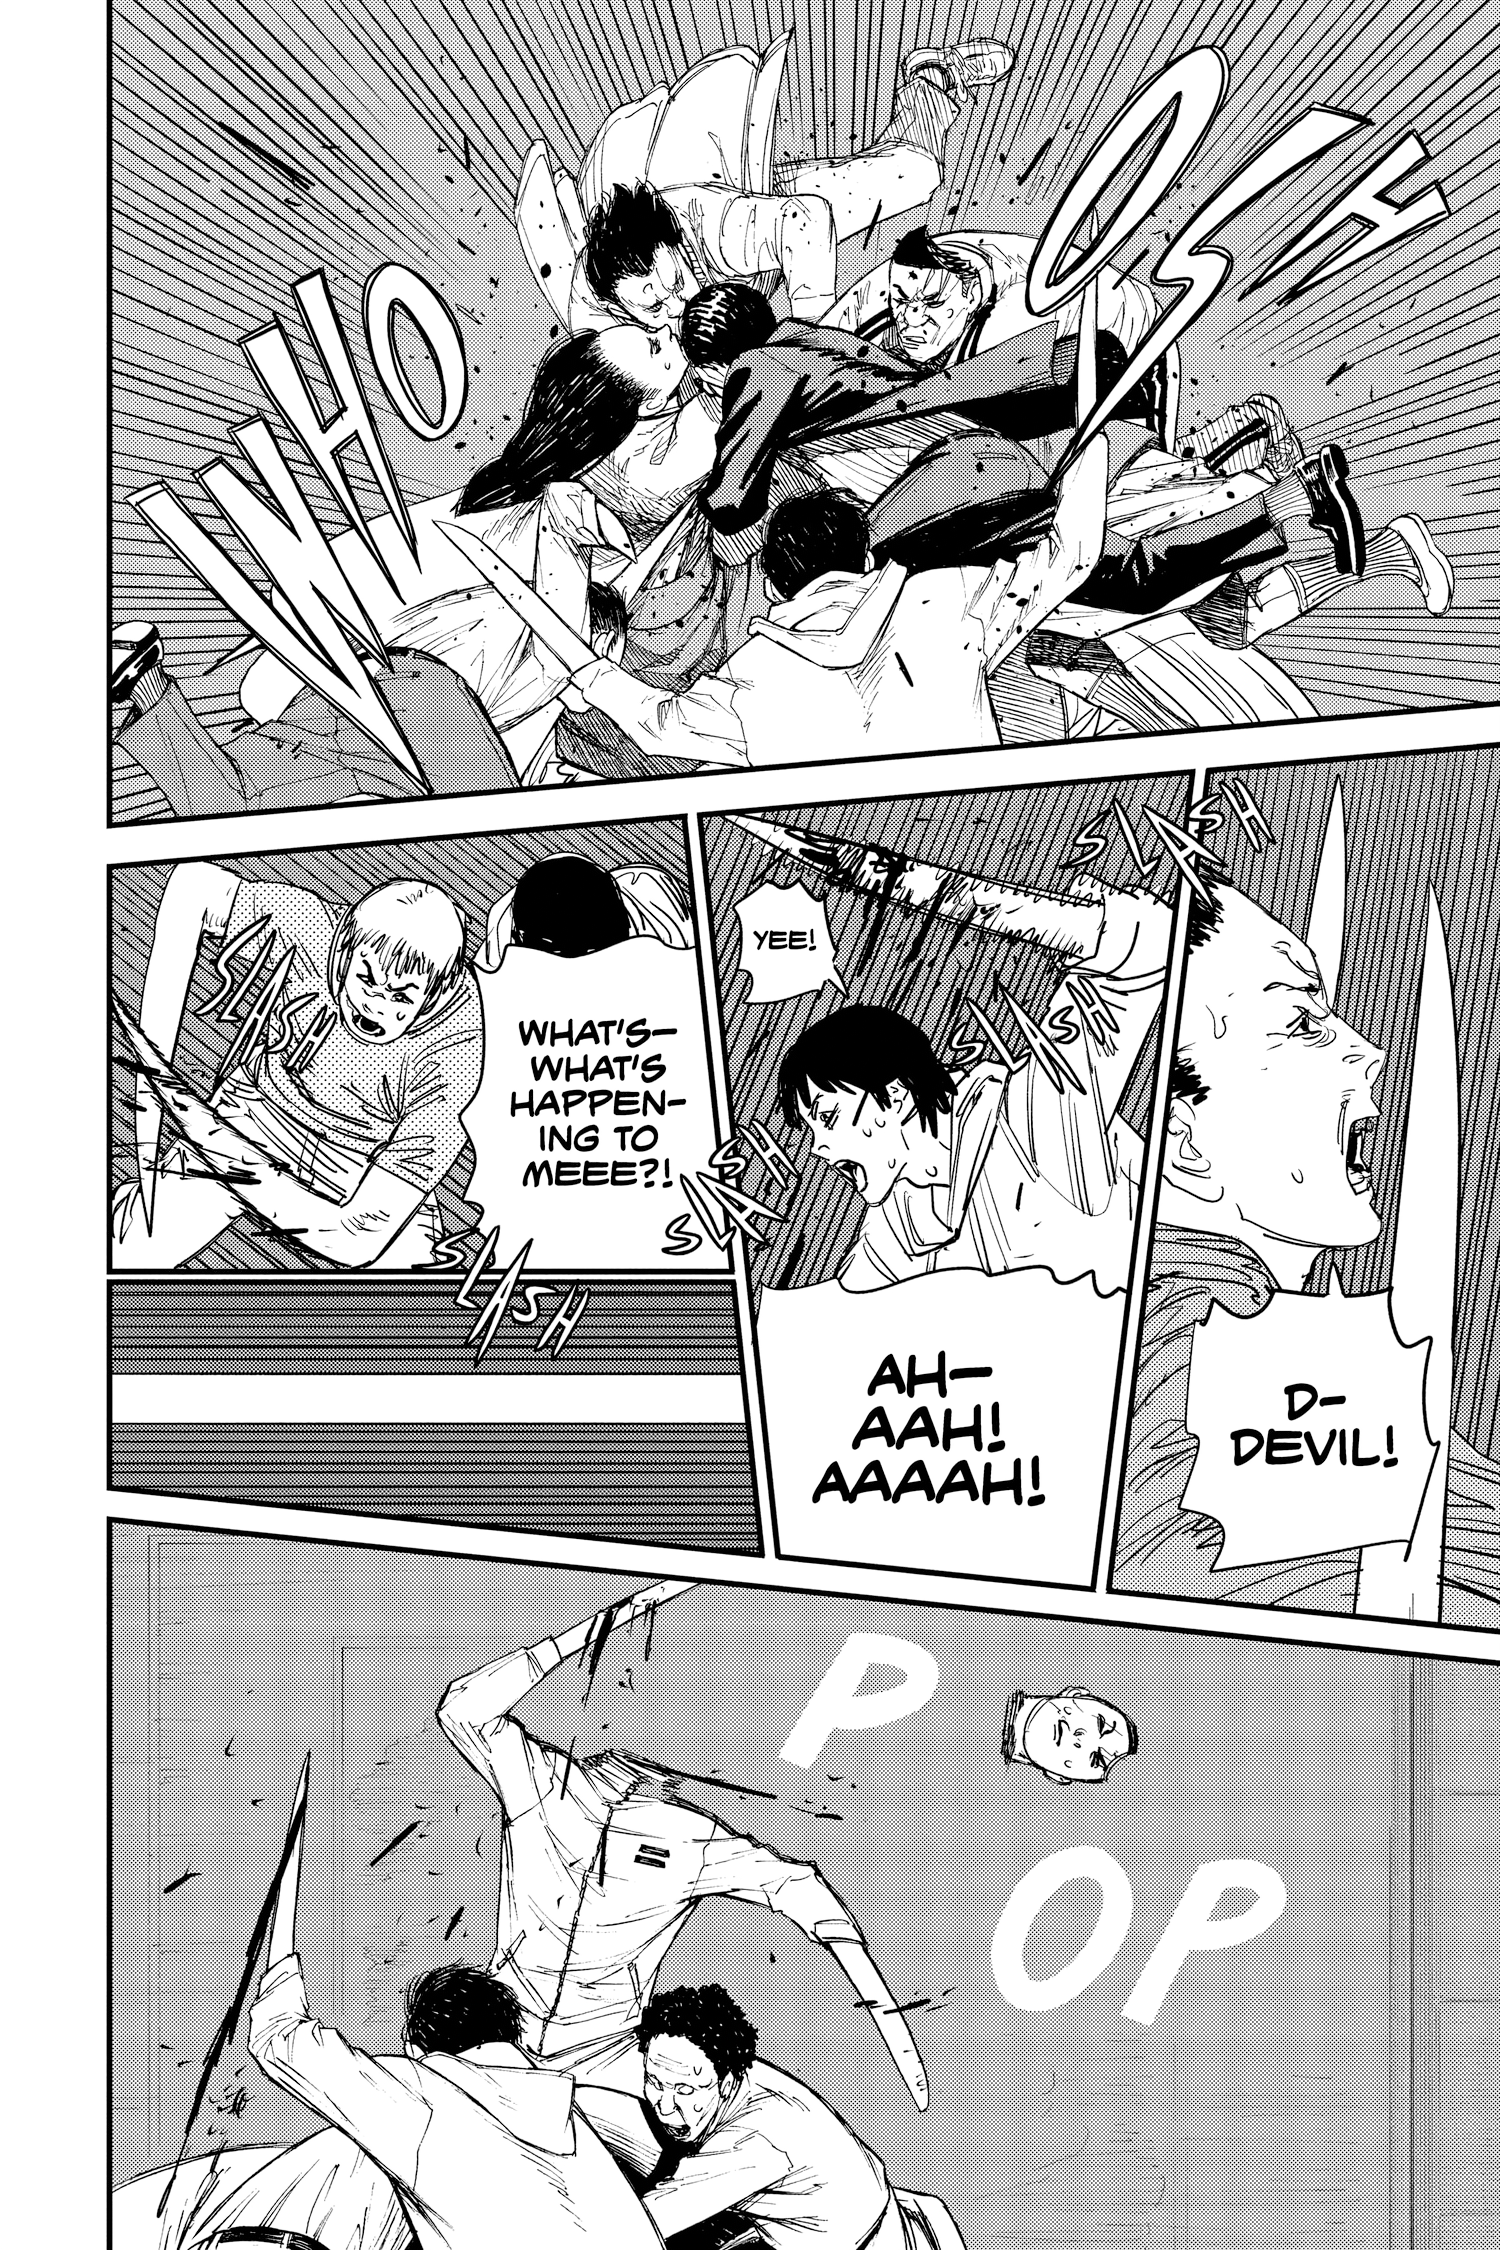 WHO
OSH
SLASH
D–
DEVIL!
YEE!
SLASH
AH–
AAH!
AAAAH!
SLASH
WHAT'S–
WHAT'S
HAPPEN-
ING TO
MEEE?!
SLASH
SLASH
P
OP